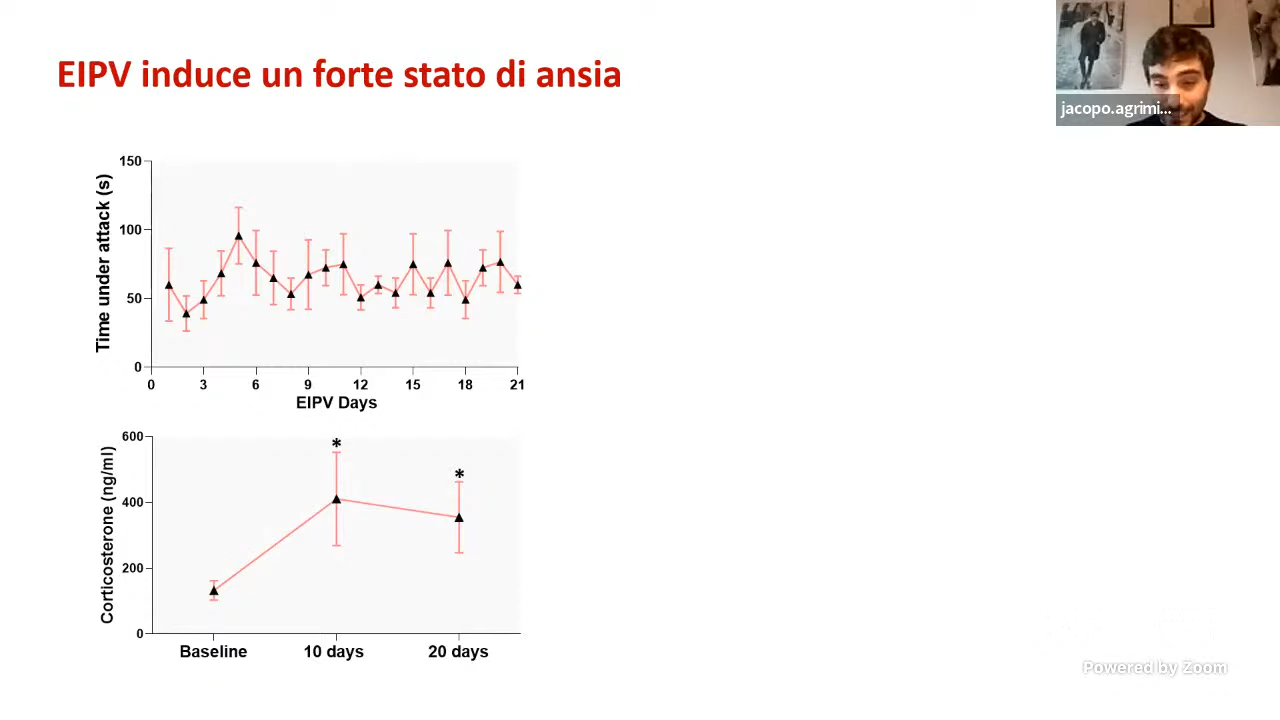 EIPV induce un forte stato di ansia
jacopo.agrimi...
Time under attack (s)
150
100
50
0
0 3 6 9 12 15 18 21
EIPV Days
Corticosterone (ng/ml)
600
400
200
0
*
*
Baseline 10 days 20 days
Powered by Zoom